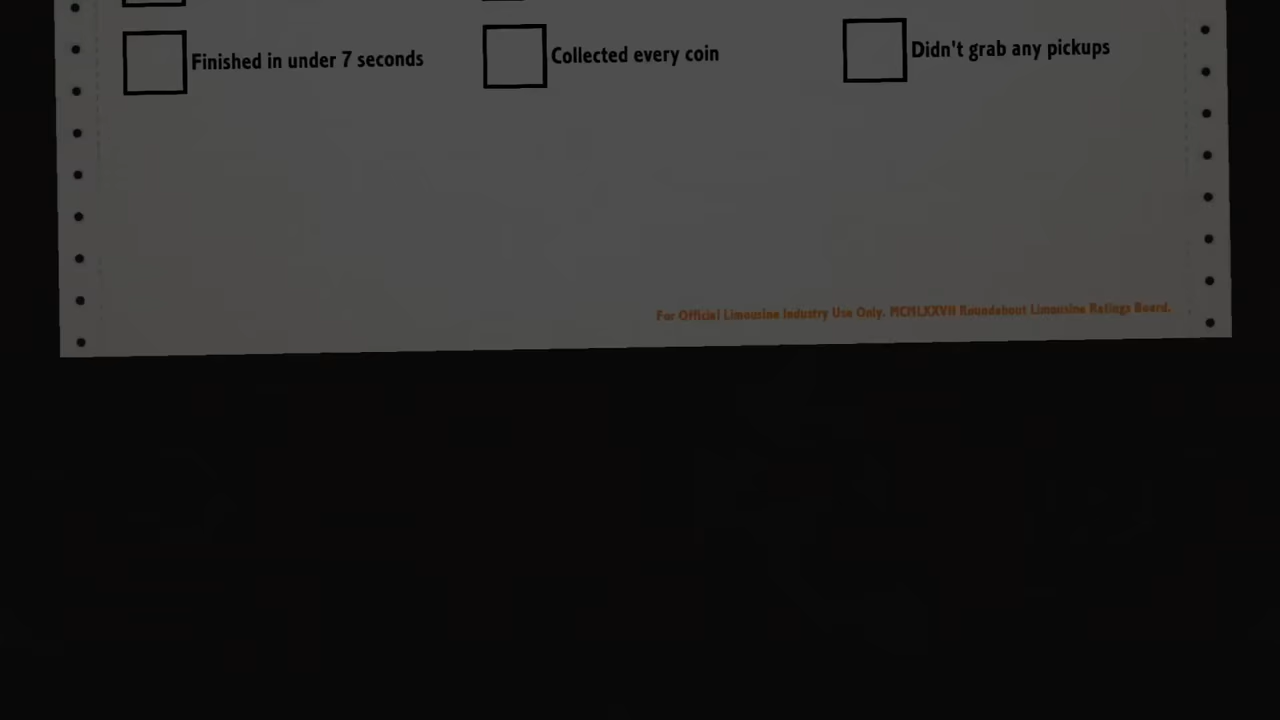 Finished in under 7 seconds
Collected every coin
Didn't grab any pickups
For Official Limousine Industry Use Only. MCMLXXVII Roundabout Limousine Ratings Board.